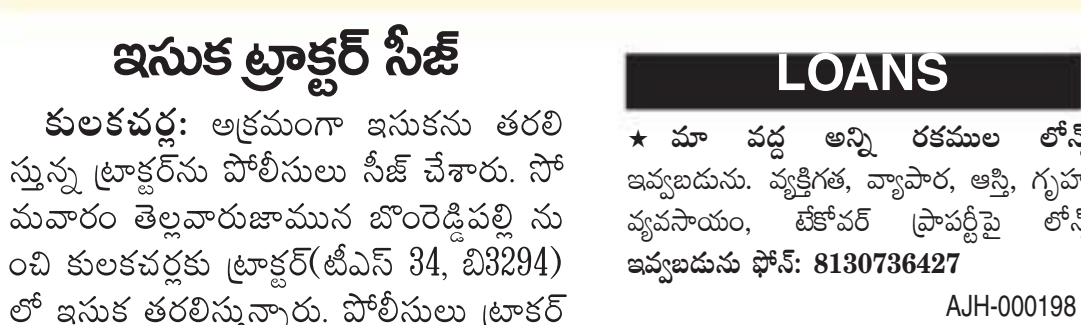 ఇసుక ట్రాక్టర్ సీజ్
కులకచర్ల: అక్రమంగా ఇసుకను తరలి
స్తున్న ట్రాక్టర్‌ను పోలీసులు సీజ్ చేశారు. సో
మవారం తెల్లవారుజామున బొంరెడ్డిపల్లి ను
ంచి కులకచర్లకు ట్రాక్టర్(టీఎస్ 34, బి3294)
లో ఇసుక తరలిస్తున్నారు. పోలీసులు ట్రాక్టర్
LOANS
★ మా వద్ద అన్ని రకముల లోన్
ఇవ్వబడును. వ్యక్తిగత, వ్యాపార, ఆస్తి, గృహ
వ్యవసాయం, టేకోవర్ ప్రాపర్టీపై లోన్
ఇవ్వబడును ఫోన్: 8130736427
AJH-000198